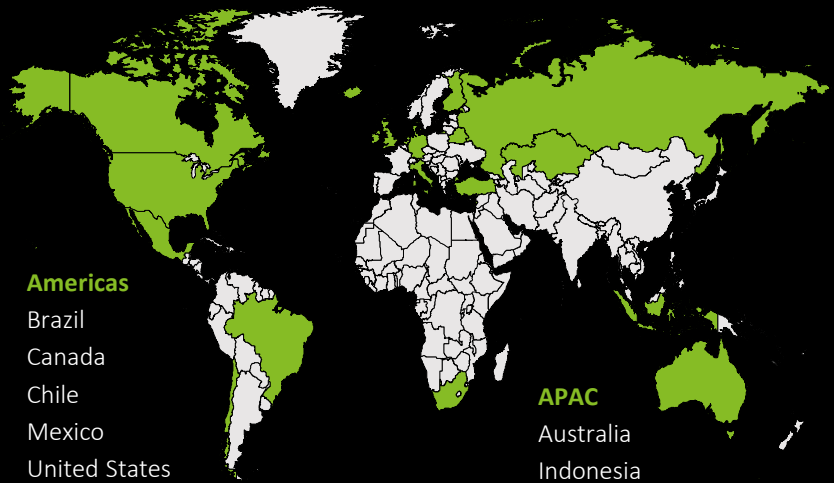 Americas
Brazil
Canada
Chile
Mexico
United States
APAC
Australia
Indonesia